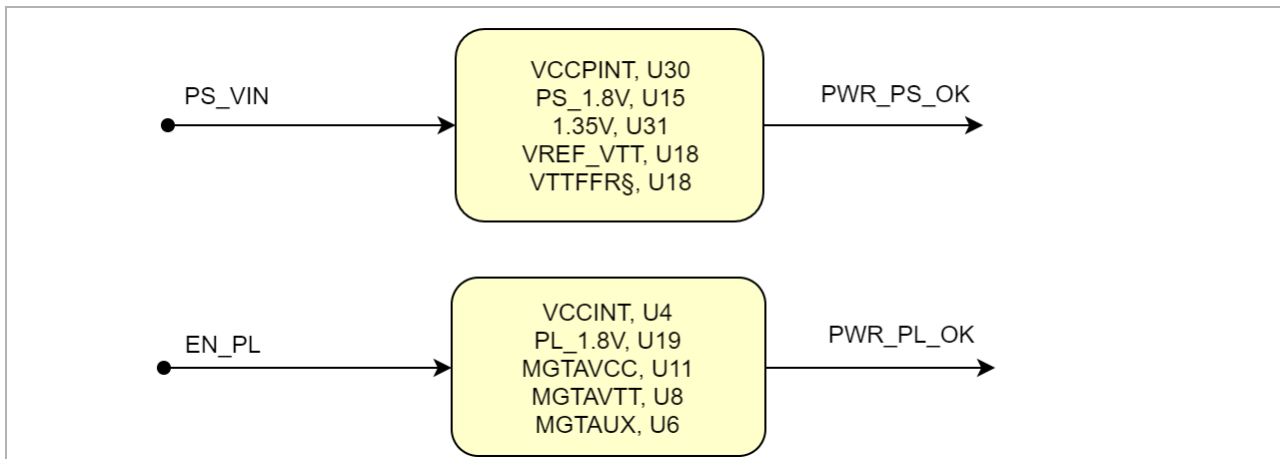 PS_VIN
VCCPINT, U30
PS_1.8V, U15
1.35V, U31
VREF_VTT, U18
VTTFFR§, U18
PWR_PS_OK
EN_PL
VCCINT, U4
PL_1.8V, U19
MGTAVCC, U11
MGTAVTT, U8
MGTAUX, U6
PWR_PL_OK